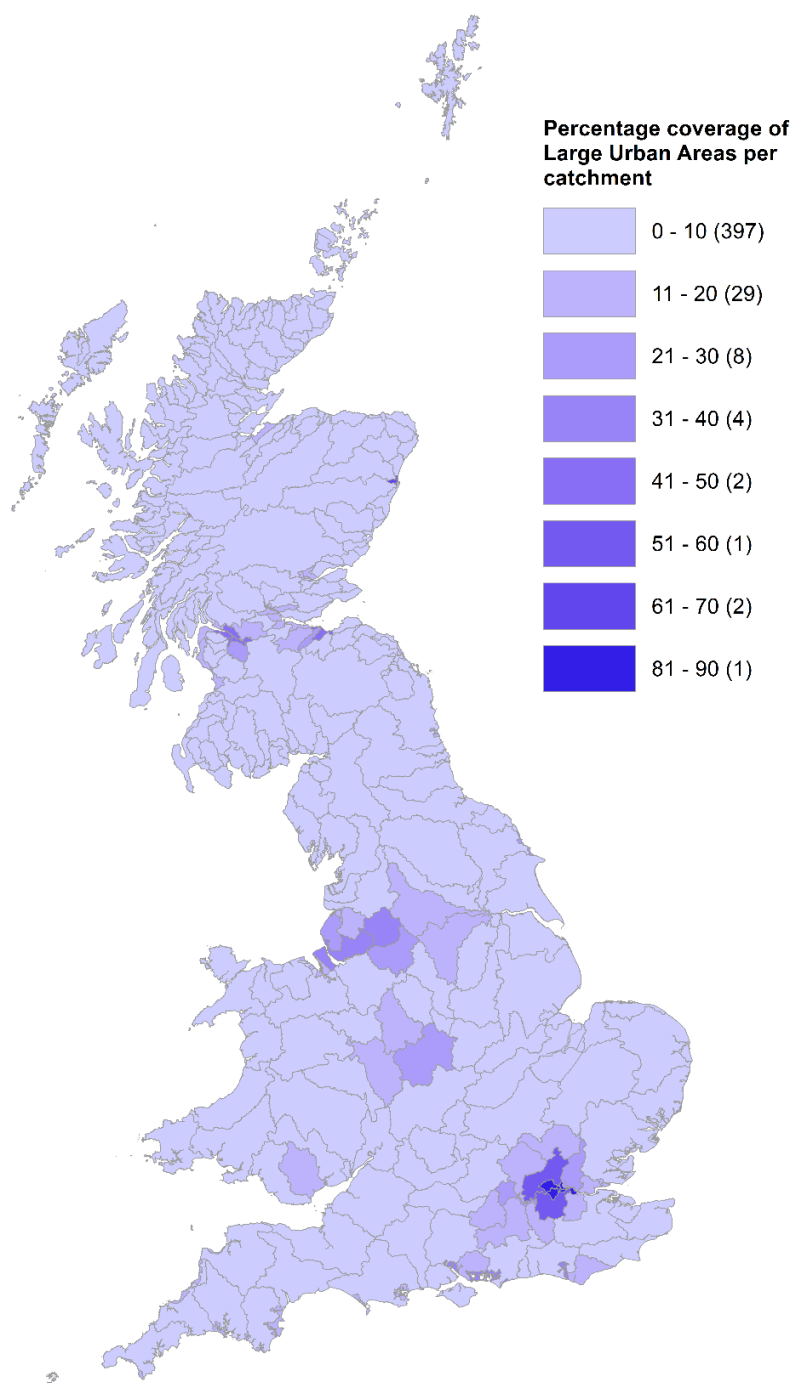 Percentage coverage of
Large Urban Areas per
catchment
0 - 10 (397)
11 - 20 (29)
21 - 30 (8)
31 - 40 (4)
41 - 50 (2)
51 - 60 (1)
61 - 70 (2)
81 - 90 (1)